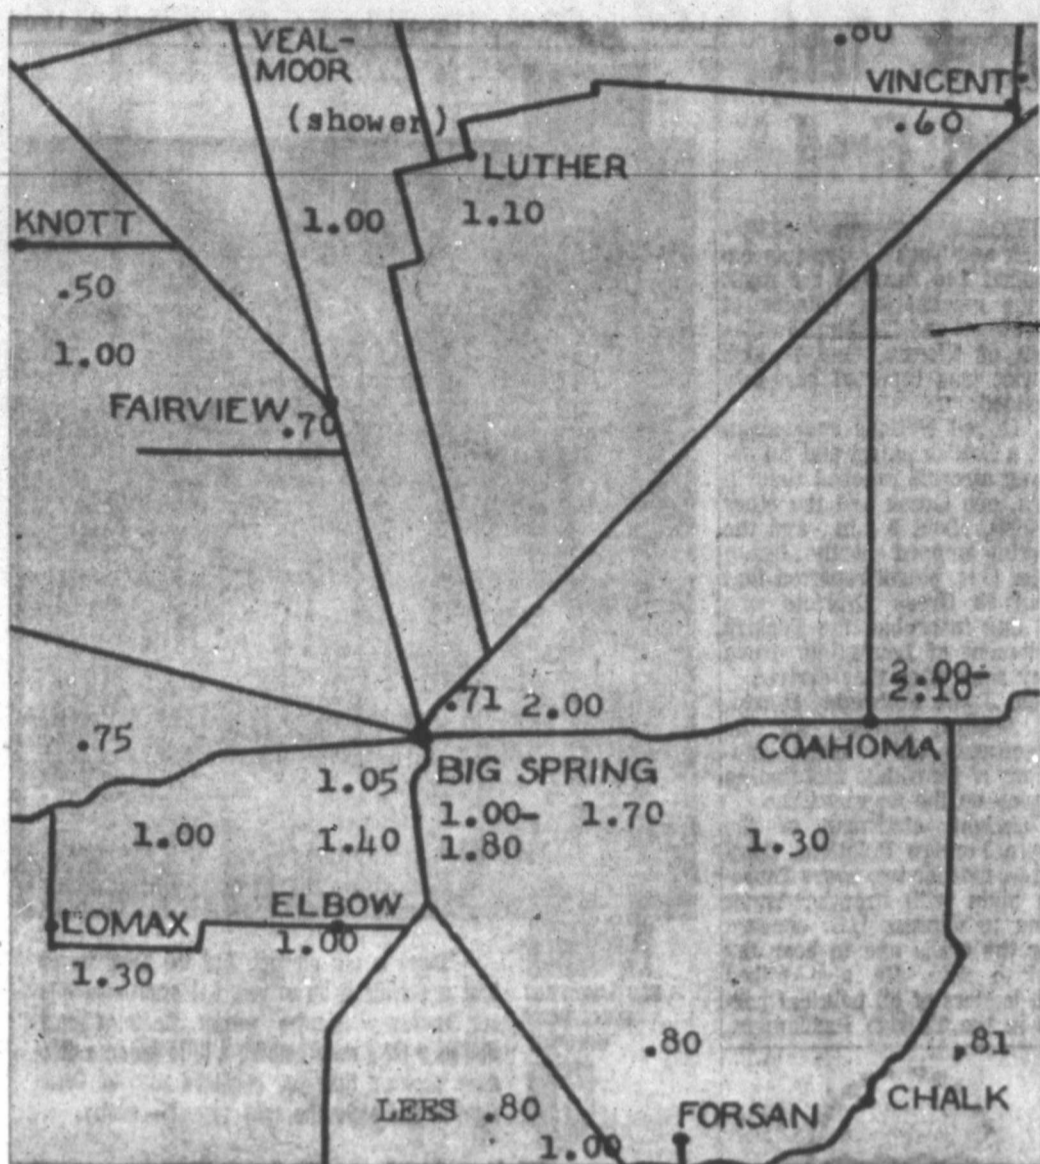 VEAL-
MOOR
(shower)
VINCENT
.60
LUTHER
1.00
1.10
KNOTT
.50
1.00
FAIRVIEW
.70
.71
2.00
2.00-
2.10
.75
COAHOMA
1.05
BIG SPRING
1.00- 1.70
1.80
1.00
1.40
1.30
LOMAX
ELBOW
1.00
1.30
.80
.81
LEES .80
FORSAN
CHALK
1.00